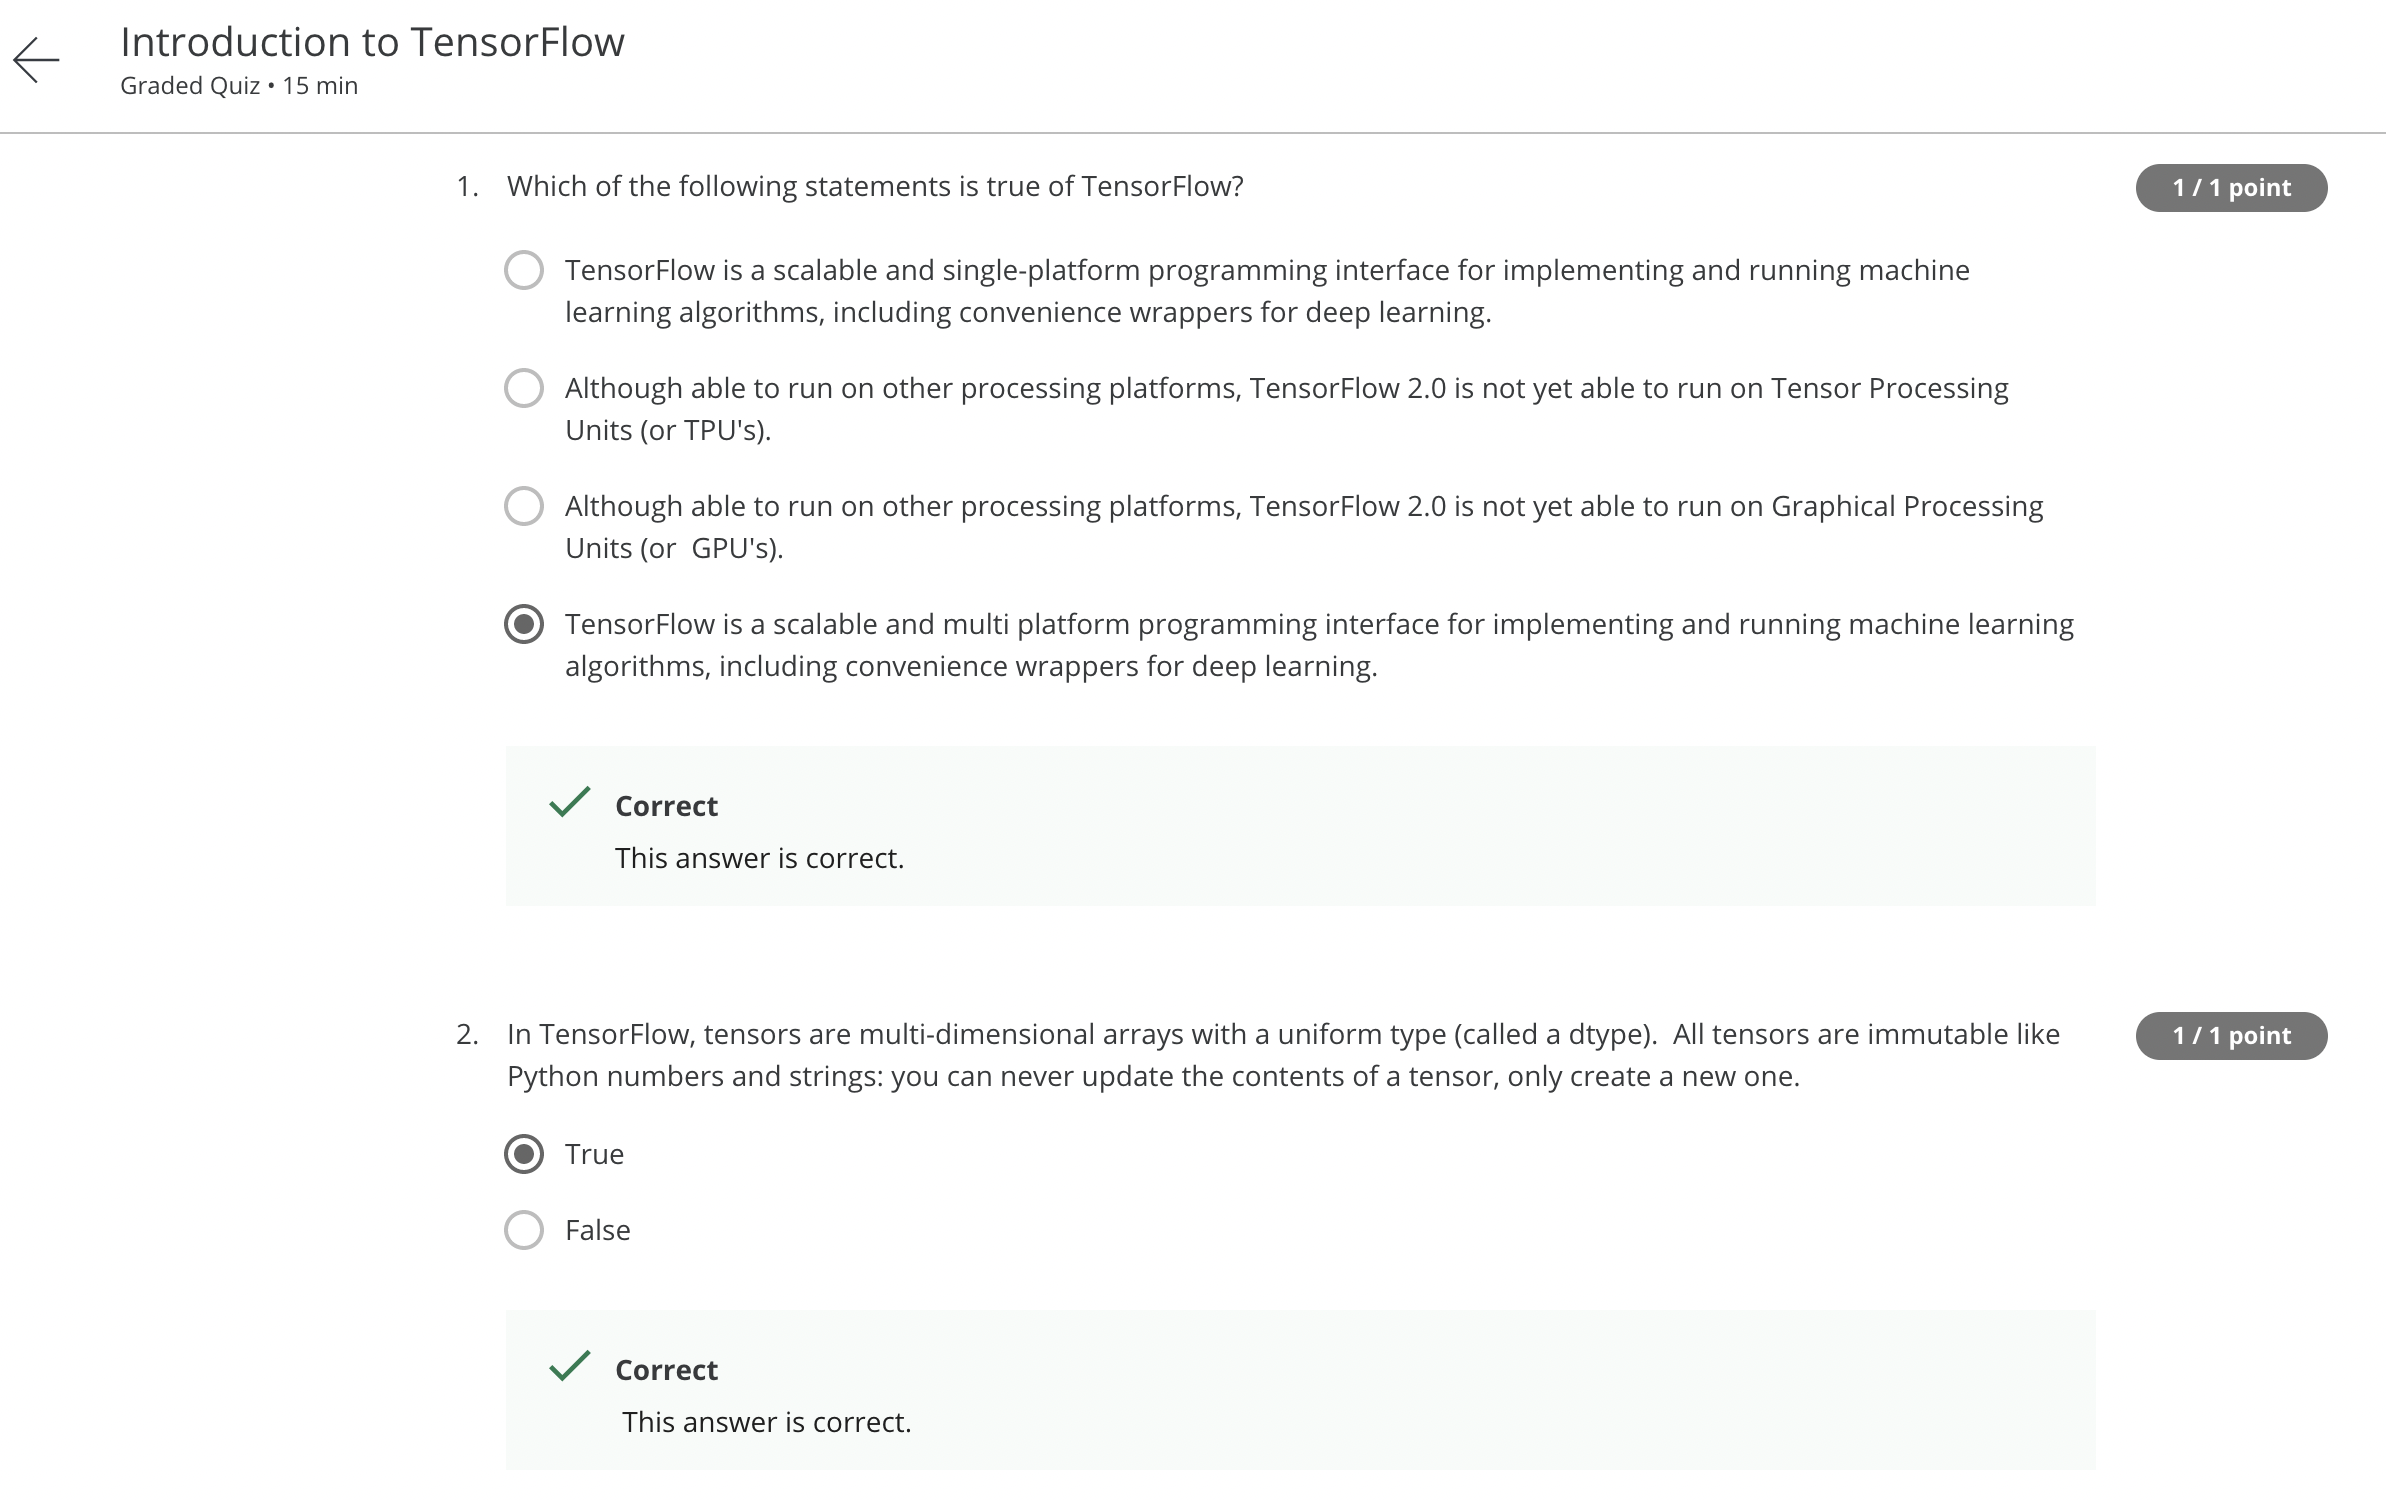 Introduction to TensorFlow
Graded Quiz • 15 min
1. Which of the following statements is true of TensorFlow?
1 / 1 point
TensorFlow is a scalable and single-platform programming interface for implementing and running machine
learning algorithms, including convenience wrappers for deep learning.
Although able to run on other processing platforms, TensorFlow 2.0 is not yet able to run on Tensor Processing
Units (or TPU's).
Although able to run on other processing platforms, TensorFlow 2.0 is not yet able to run on Graphical Processing
Units (or  GPU's).
TensorFlow is a scalable and multi platform programming interface for implementing and running machine learning
algorithms, including convenience wrappers for deep learning.
Correct
This answer is correct.
2. In TensorFlow, tensors are multi-dimensional arrays with a uniform type (called a dtype).  All tensors are immutable like
1 / 1 point
Python numbers and strings: you can never update the contents of a tensor, only create a new one.
True
False
Correct
This answer is correct.